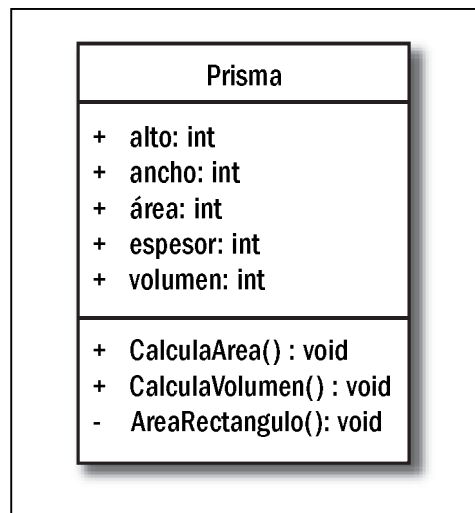 Prisma
+ alto: int
+ ancho: int
+ área: int
+ espesor: int
+ volumen: int
+ CalculaArea() : void
+ CalculaVolumen() : void
- AreaRectangulo(): void